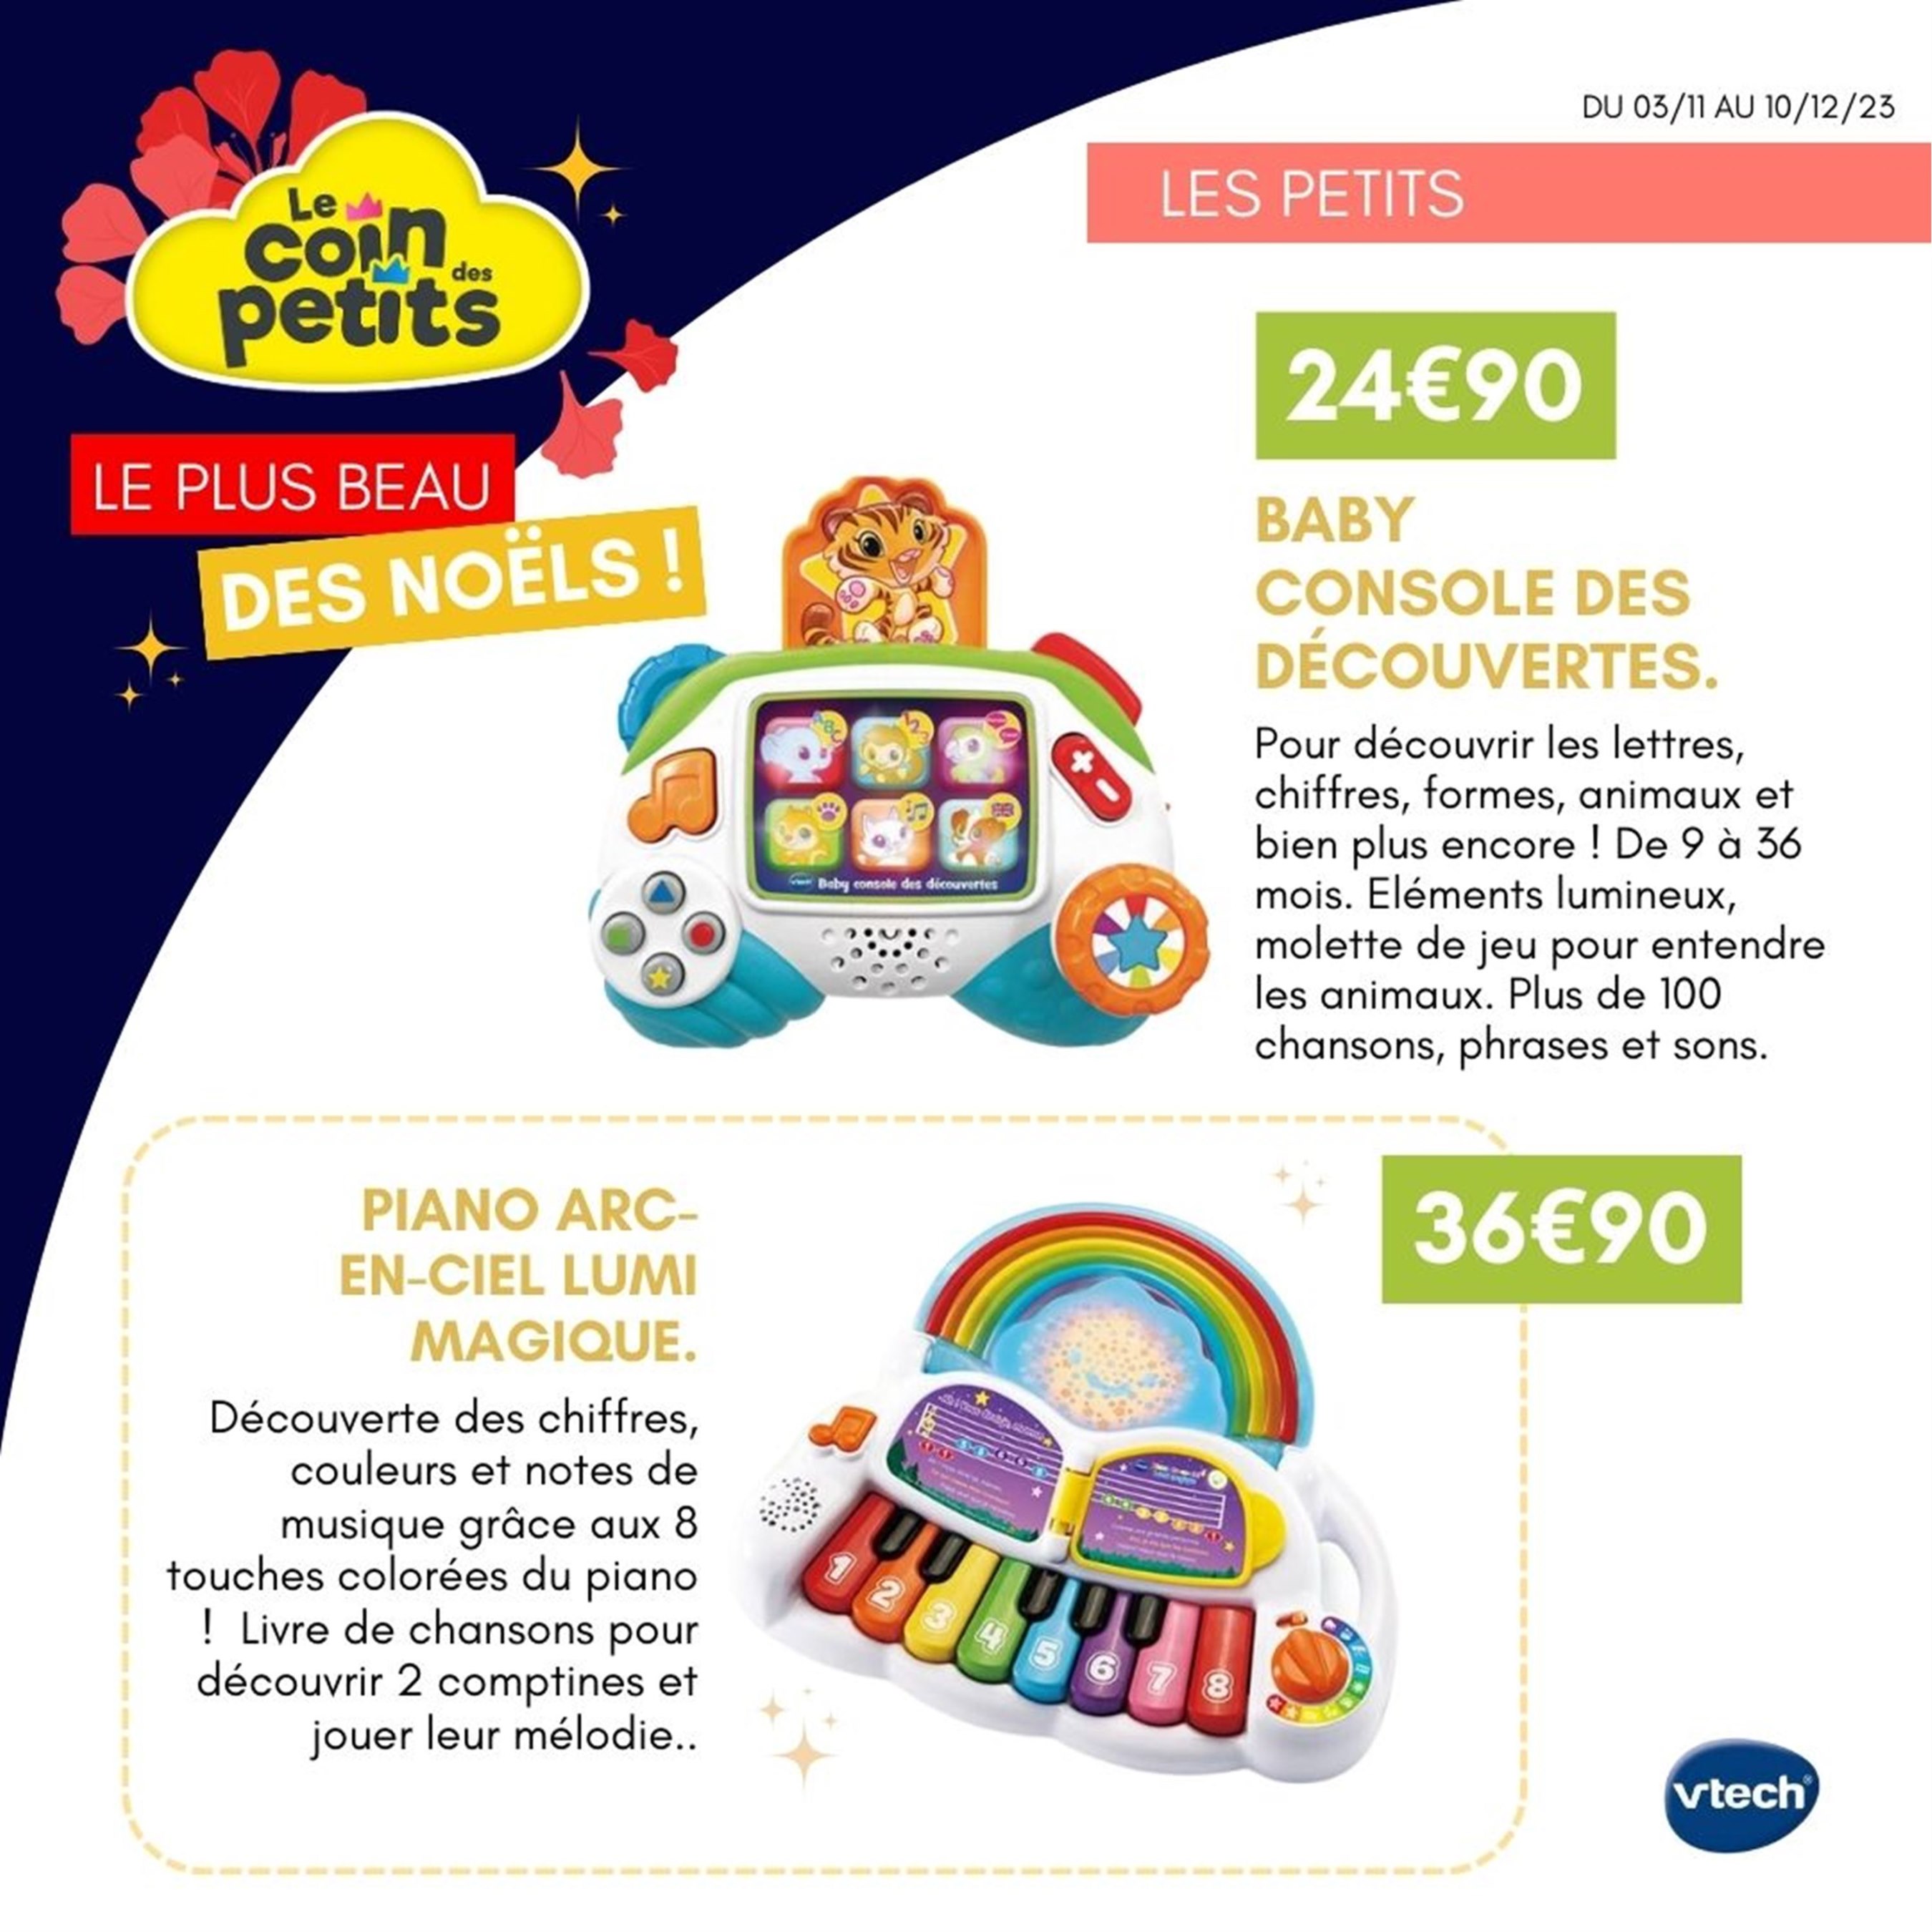 DU 03/11 AU 10/12/23
LES PETITS
Le
coin
des
petits
LE PLUS BEAU
DES NOËLS !
24€90
BABY
CONSOLE DES
DÉCOUVERTES.
Pour découvrir les lettres,
chiffres, formes, animaux et
bien plus encore ! De 9 à 36
mois. Eléments lumineux,
molette de jeu pour entendre
les animaux. Plus de 100
chansons, phrases et sons.
ABC
123
vtech Baby console des découvertes
36€90
PIANO ARC-
EN-CIEL LUMI
MAGIQUE.
Découverte des chiffres,
couleurs et notes de
musique grâce aux 8
touches colorées du piano
! Livre de chansons pour
découvrir 2 comptines et
jouer leur mélodie..
1 2 3 4 5 6 7 8
vtech®